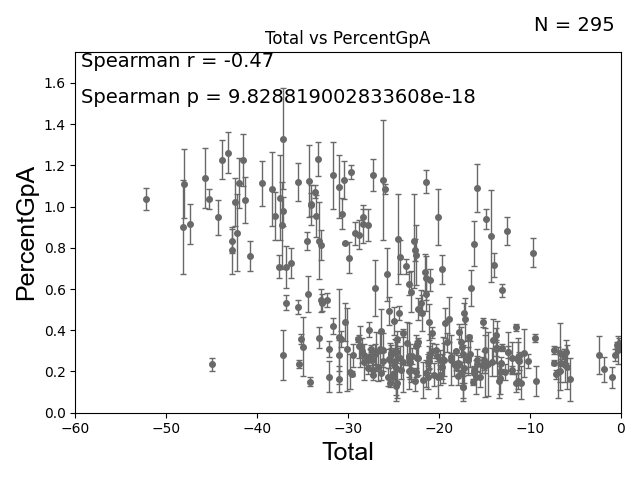 N = 295
Total vs PercentGpA
Spearman r = -0.47
Spearman p = 9.828819002833608e-18
PercentGpA
1.6
1.4
1.2
1.0
0.8
0.6
0.4
0.2
0.0
−60 −50 −40 −30 −20 −10 0
Total